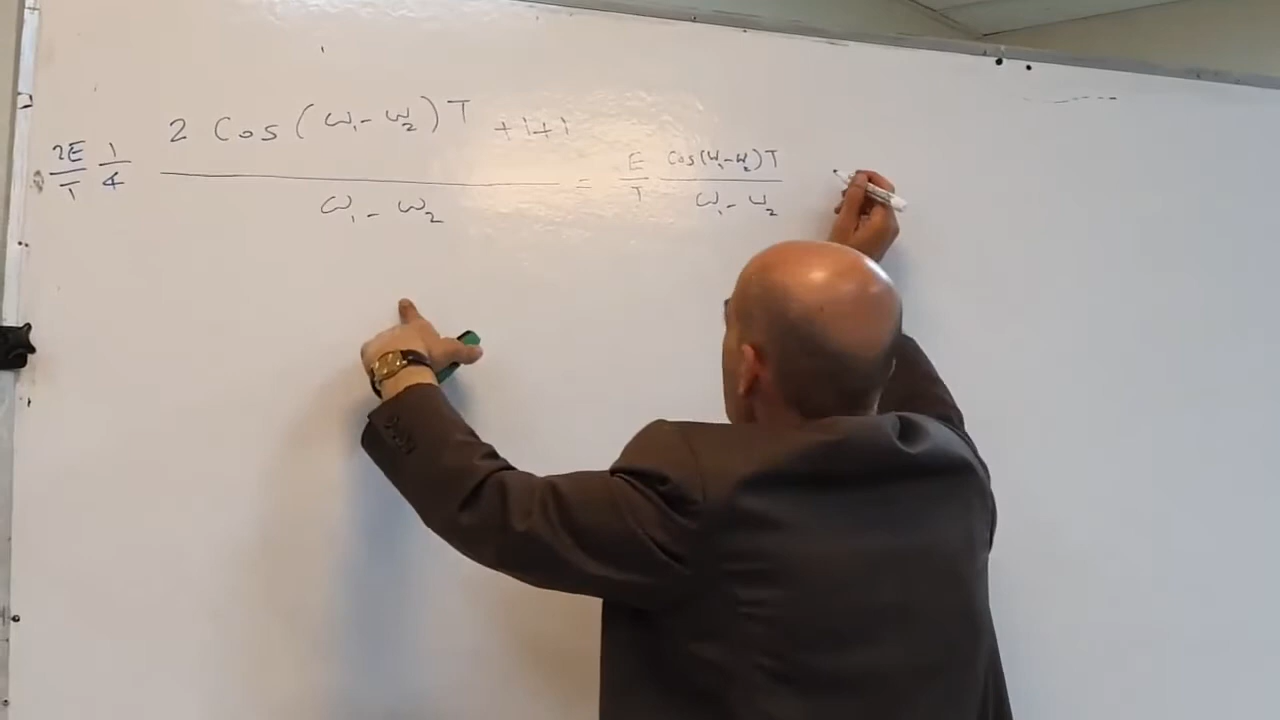 2E/T 1/4 (2 Cos(ω₁ - ω₂)T + 1 + 1)/(ω₁ - ω₂) = E/T Cos(ω₁ - ω₂)T/(ω₁ - ω₂)